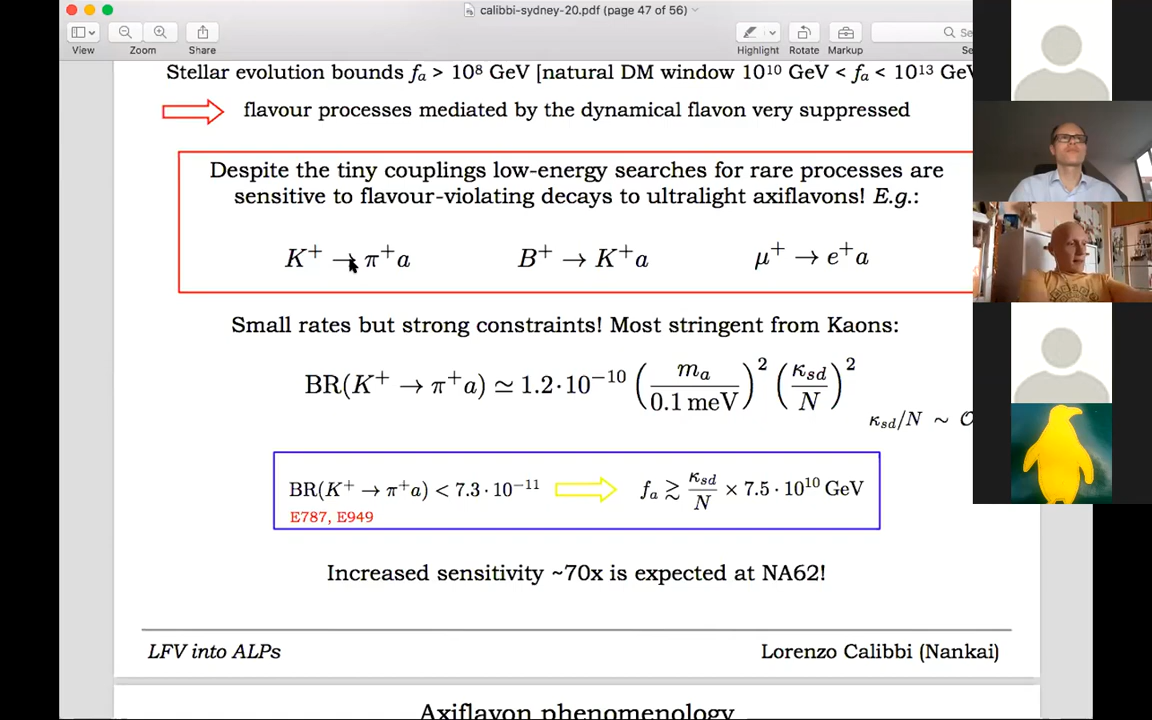 calibbi-sydney-20.pdf (page 47 of 56)
View Zoom Share Highlight Rotate Markup
Stellar evolution bounds fₐ > 10⁸ GeV [natural DM window 10¹⁰ GeV < fₐ < 10¹³ GeV
flavour processes mediated by the dynamical flavon very suppressed
Despite the tiny couplings low-energy searches for rare processes are
sensitive to flavour-violating decays to ultralight axiflavons! E.g.:
K⁺ → π⁺a B⁺ → K⁺a μ⁺ → e⁺a
Small rates but strong constraints! Most stringent from Kaons:
BR(K⁺ → π⁺a) ≃ 1.2·10⁻¹⁰ (mₐ / 0.1 meV)² (κ_sd / N)²
κ_sd/N ~
BR(K⁺ → π⁺a) < 7.3·10⁻¹¹ fₐ ≳ κ_sd / N × 7.5·10¹⁰ GeV
E787, E949
Increased sensitivity ~70x is expected at NA62!
LFV into ALPs Lorenzo Calibbi (Nankai)
Axiflavon phenomenology